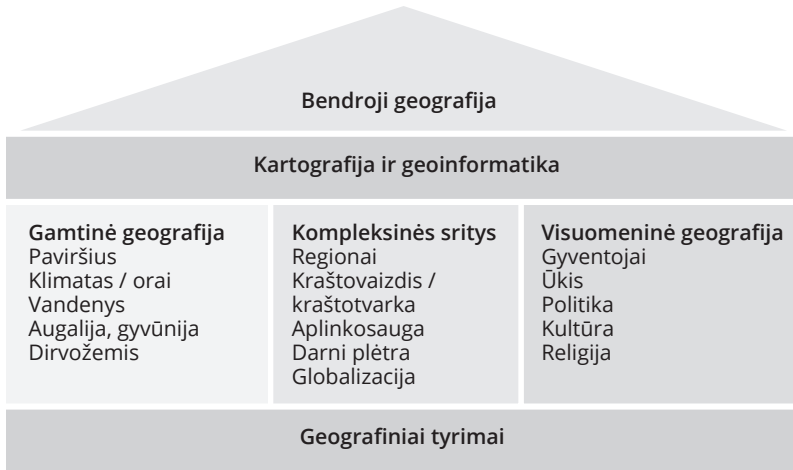 Bendroji geografija
Kartografija ir geoinformatika
Gamtinė geografija
Paviršius
Klimatas / orai
Vandenys
Augalija, gyvūnija
Dirvožemis
Kompleksinės sritys
Regionai
Kraštovaizdis /
kraštotvarka
Aplinkosauga
Darni plėtra
Globalizacija
Visuomeninė geografija
Gyventojai
Ūkis
Politika
Kultūra
Religija
Geografiniai tyrimai